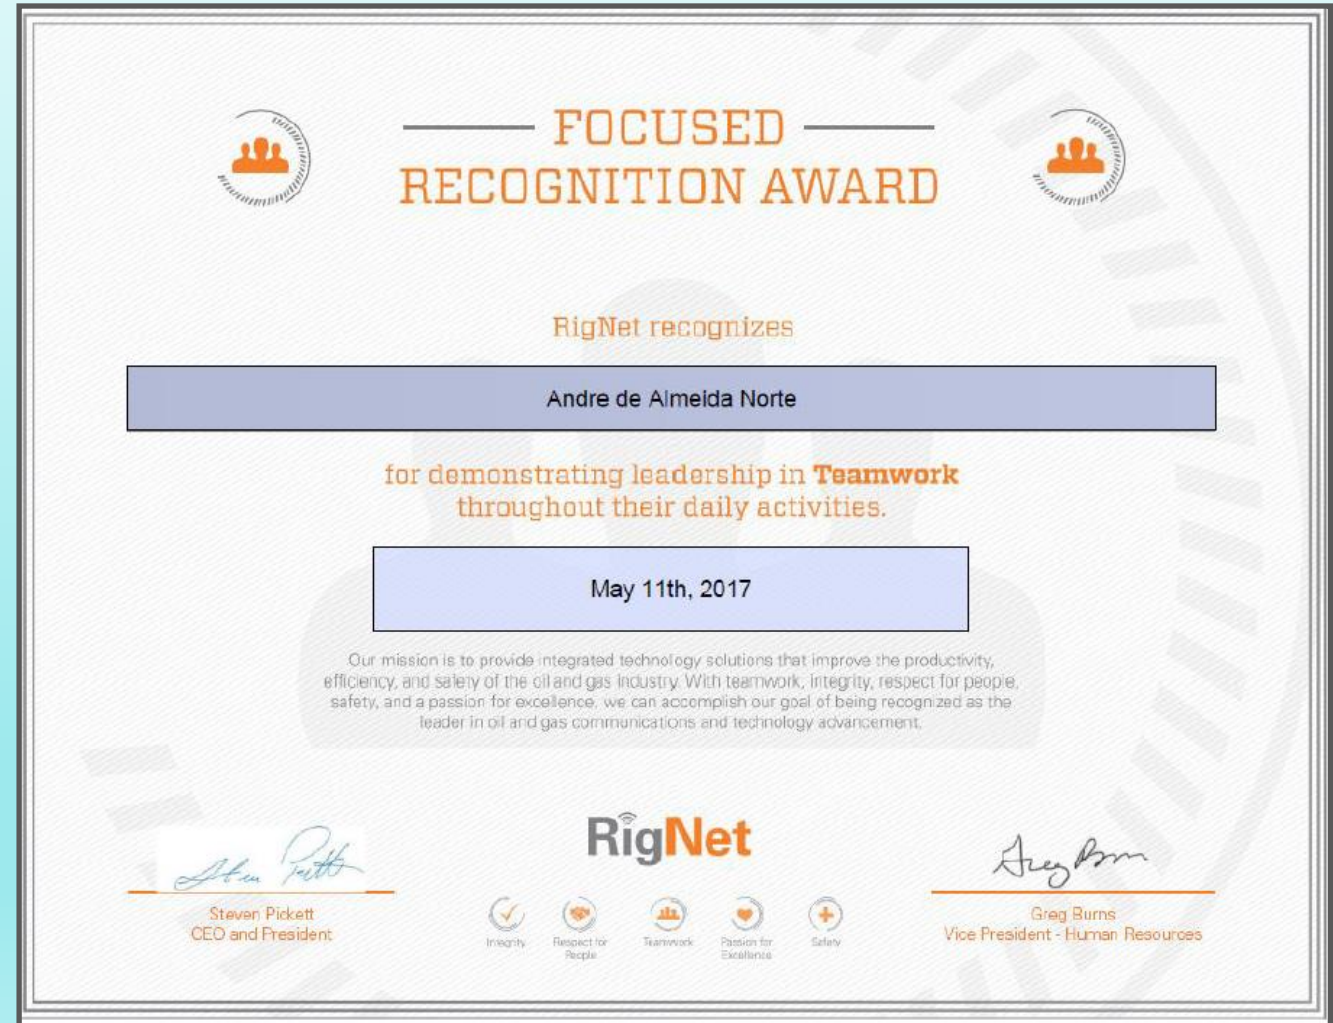 FOCUSED
RECOGNITION AWARD
RigNet recognizes
Andre de Almeida Norte
for demonstrating leadership in Teamwork
throughout their daily activities.
May 11th, 2017
Our mission is to provide integrated technology solutions that improve the productivity,
efficiency, and safety of the oil and gas industry. With teamwork, integrity, respect for people,
safety, and a passion for excellence, we can accomplish our goal of being recognized as the
leader in oil and gas communications and technology advancement.
RigNet
Steven Pickett
CEO and President
Integrity
Respect for
People
Teamwork
Passion for
Excellence
Safety
Greg Burns
Vice President - Human Resources